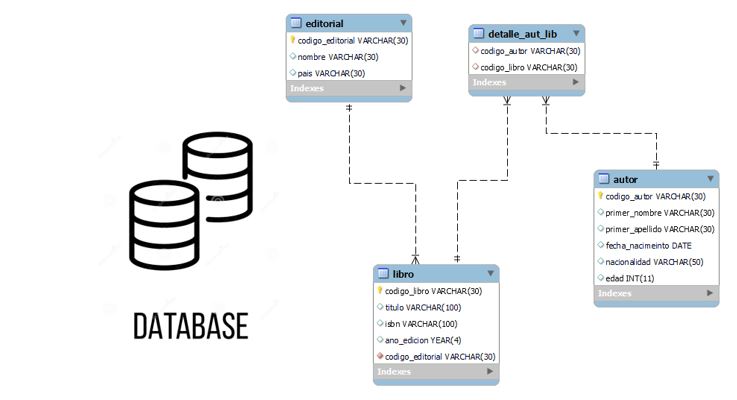 editorial
codigo_editorial VARCHAR(30)
nombre VARCHAR(30)
pais VARCHAR(30)
Indexes
detalle_aut_lib
codigo_autor VARCHAR(30)
codigo_libro VARCHAR(30)
Indexes
autor
codigo_autor VARCHAR(30)
primer_nombre VARCHAR(30)
primer_apellido VARCHAR(30)
fecha_nacimeinto DATE
nacionalidad VARCHAR(50)
edad INT(11)
Indexes
libro
codigo_libro VARCHAR(30)
titulo VARCHAR(100)
isbn VARCHAR(100)
ano_edicion YEAR(4)
codigo_editorial VARCHAR(30)
Indexes
DATABASE